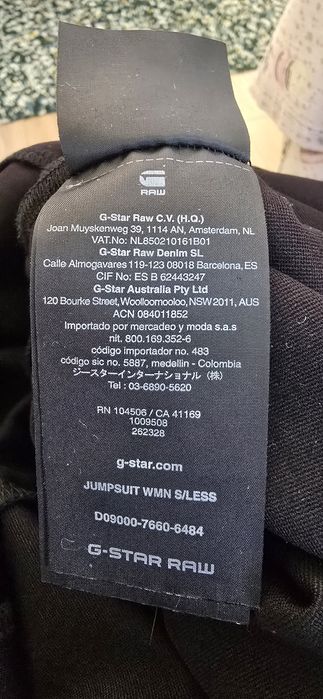 RAW
G-Star Raw C.V. (H.Q.)
Joan Muyskenweg 39, 1114 AN, Amsterdam, NL
VAT.No: NL850210161B01
G-Star Raw Denim SL
Calle Almogavares 119-123 08018 Barcelona, ES
CIF No: ES B 62443247
G-Star Australia Pty Ltd
120 Bourke Street, Woolloomooloo, NSW 2011, AUS
ACN 084011852
Importado por mercadeo y moda s.a.s
nit. 800.169.352-6
código importador no. 483
código sic no. 5887, medellin - Colombia
ジースターインターナショナル（株）
Tel : 03-6890-5620
RN 104506 / CA 41169
1009508
262328
g-star.com
JUMPSUIT WMN S/LESS
D09000-7660-6484
G-STAR RAW